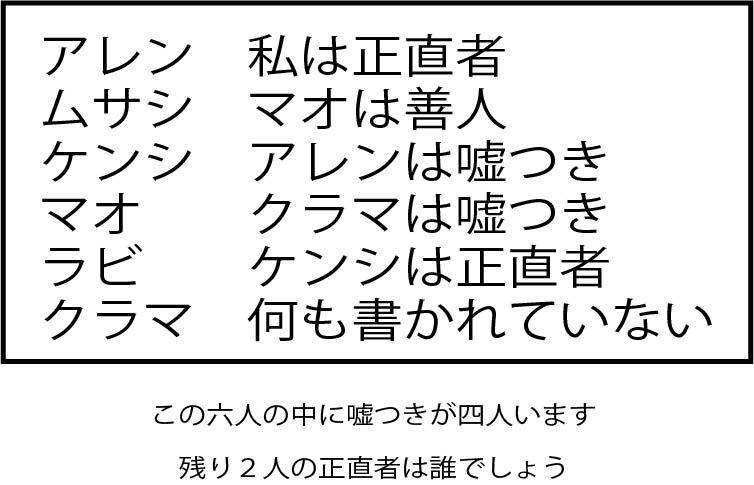 アレン　私は正直者
ムサシ　マオは善人
ケンシ　アレンは嘘つき
マオ　クラマは嘘つき
ラビ　ケンシは正直者
クラマ　何も書かれていない
この六人の中に嘘つきが四人います
残り２人の正直者は誰でしょう